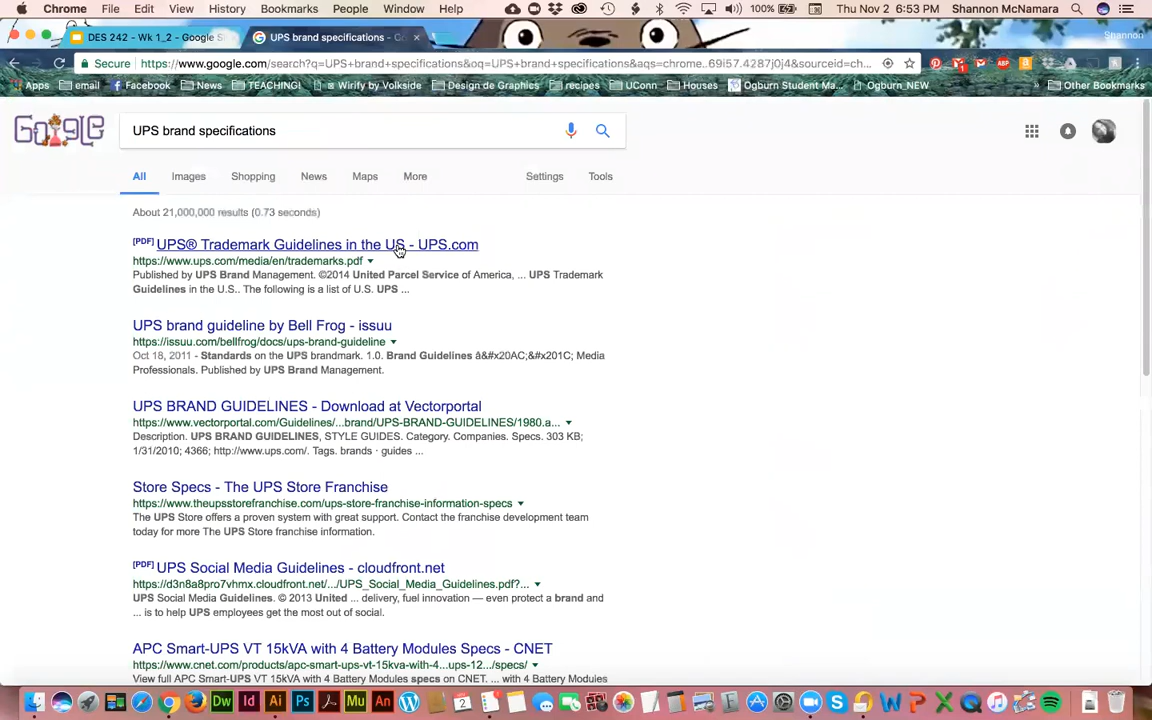 Chrome File Edit View History Bookmarks People Window Help 100% Thu Nov 2 6:53 PM Shannon McNamara
DES 242 - Wk 1_2 - Google S
UPS brand specifications - G
Shannon
Secure https://www.google.com/search?q=UPS+brand+specifications&oq=UPS+brand+specifications&aqs=chrome..69i57.4287j0j4&sourceid=ch...
Apps email Facebook News TEACHING! Wirify by Volkside Design de Graphics recipes UConn Houses Ogburn Student Ma... Ogburn_NEW » Other Bookmarks
Google UPS brand specifications
All Images Shopping News Maps More Settings Tools
About 21,000,000 results (0.73 seconds)
[PDF] UPS® Trademark Guidelines in the US - UPS.com
https://www.ups.com/media/en/trademarks.pdf
Published by UPS Brand Management. ©2014 United Parcel Service of America, ... UPS Trademark
Guidelines in the U.S.. The following is a list of U.S. UPS ...
UPS brand guideline by Bell Frog - issuu
https://issuu.com/bellfrog/docs/ups-brand-guideline
Oct 18, 2011 - Standards on the UPS brandmark. 1.0. Brand Guidelines â&#x20AC;&#x201C; Media
Professionals. Published by UPS Brand Management.
UPS BRAND GUIDELINES - Download at Vectorportal
https://www.vectorportal.com/Guidelines/...brand/UPS-BRAND-GUIDELINES/1980.a...
Description. UPS BRAND GUIDELINES, STYLE GUIDES. Category. Companies. Specs. 303 KB;
1/31/2010; 4366; http://www.ups.com/. Tags. brands · guides ...
Store Specs - The UPS Store Franchise
https://www.theupsstorefranchise.com/ups-store-franchise-information-specs
The UPS Store offers a proven system with great support. Contact the franchise development team
today for more The UPS Store franchise information.
[PDF] UPS Social Media Guidelines - cloudfront.net
https://d3n8a8pro7vhmx.cloudfront.net/.../UPS_Social_Media_Guidelines.pdf?...
UPS Social Media Guidelines. © 2013 United ... delivery, fuel innovation — even protect a brand and
... is to help UPS employees get the most out of social.
APC Smart-UPS VT 15kVA with 4 Battery Modules Specs - CNET
https://www.cnet.com/products/apc-smart-ups-vt-15kva-with-4...ups-12.../specs/
View full APC Smart-UPS VT 15kVA with 4 Battery Modules specs on CNET. ... with 4 Battery Modules
Dw Id Ai Ps Mu An 2